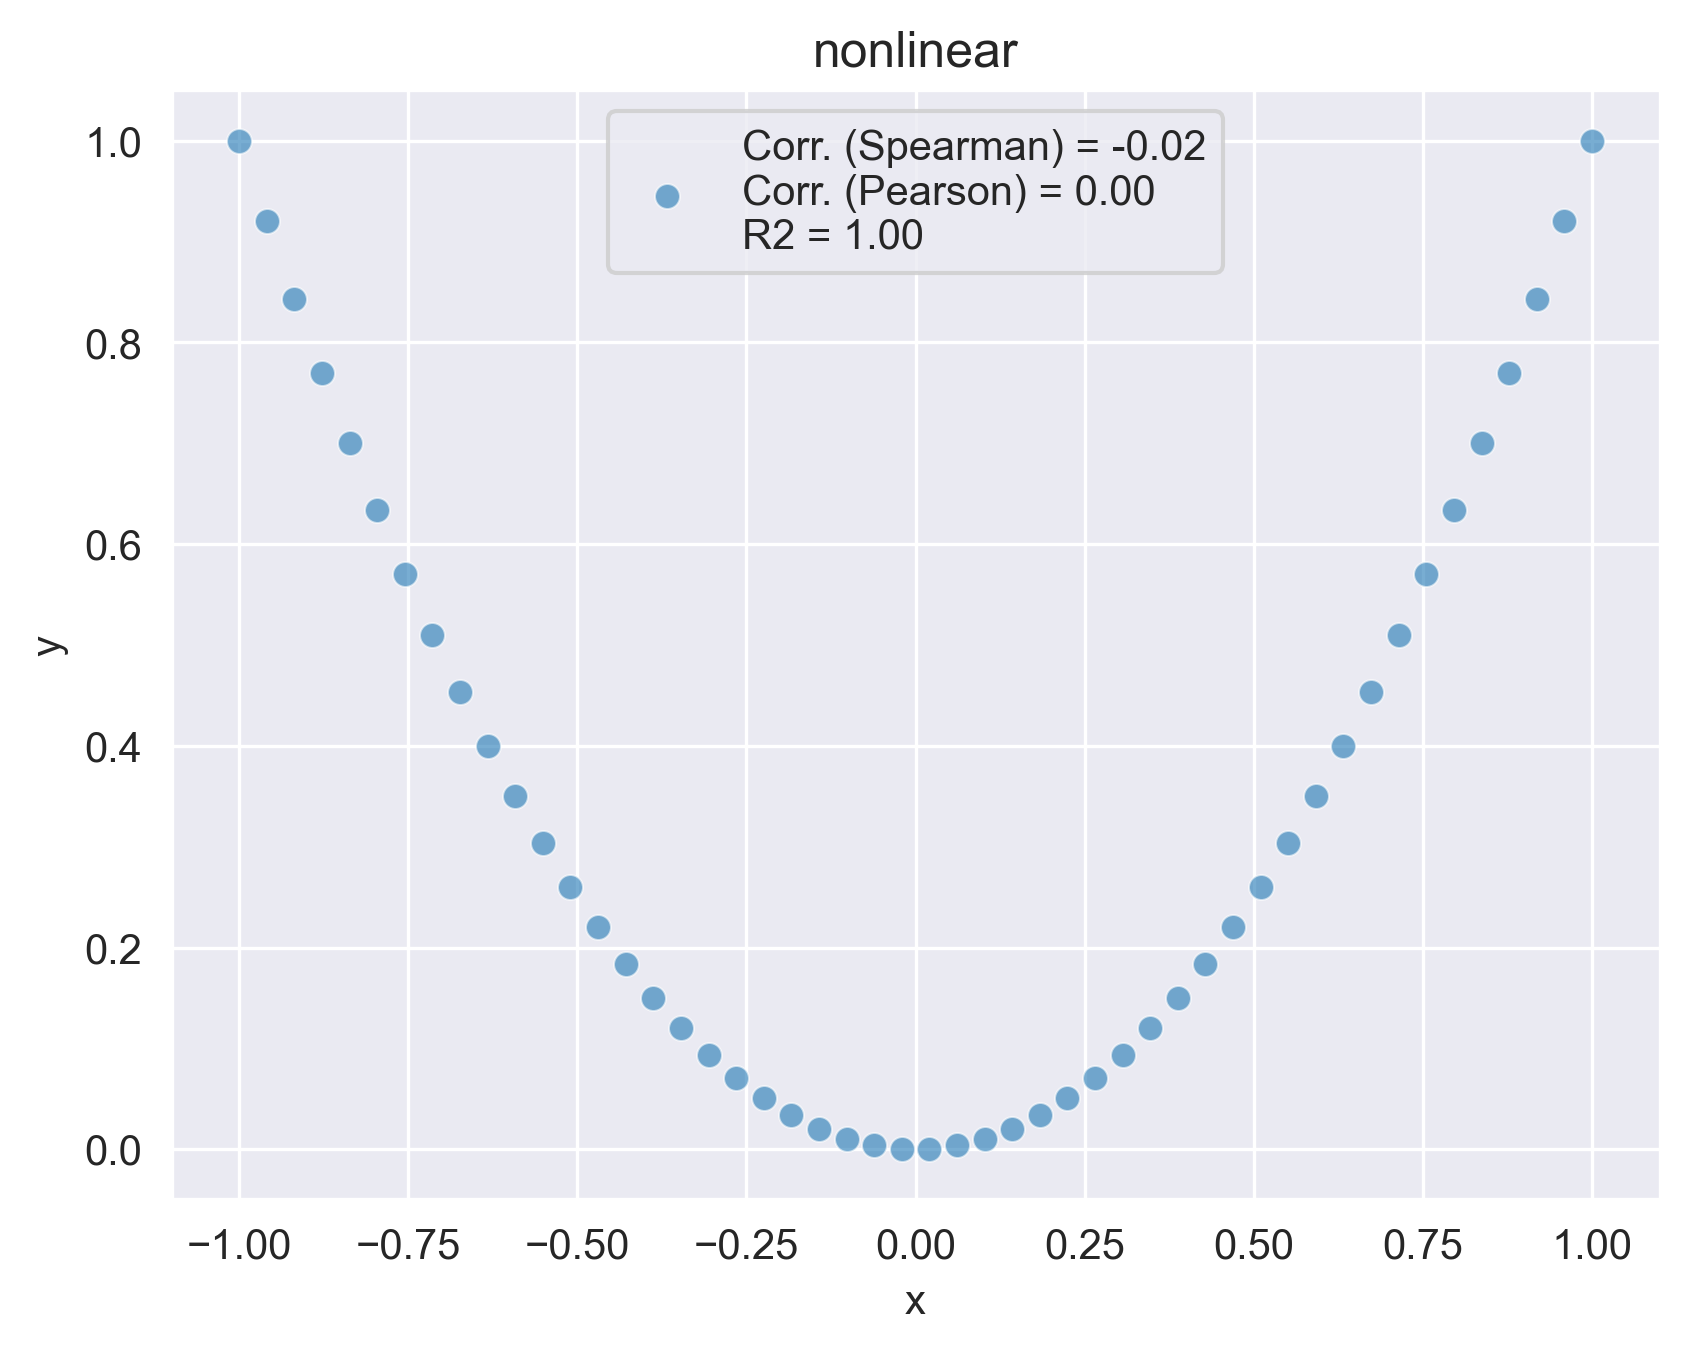 nonlinear
Corr. (Spearman) = -0.02
Corr. (Pearson) = 0.00
R2 = 1.00
1.0
0.8
0.6
0.4
0.2
0.0
y
−1.00 −0.75 −0.50 −0.25 0.00 0.25 0.50 0.75 1.00
x